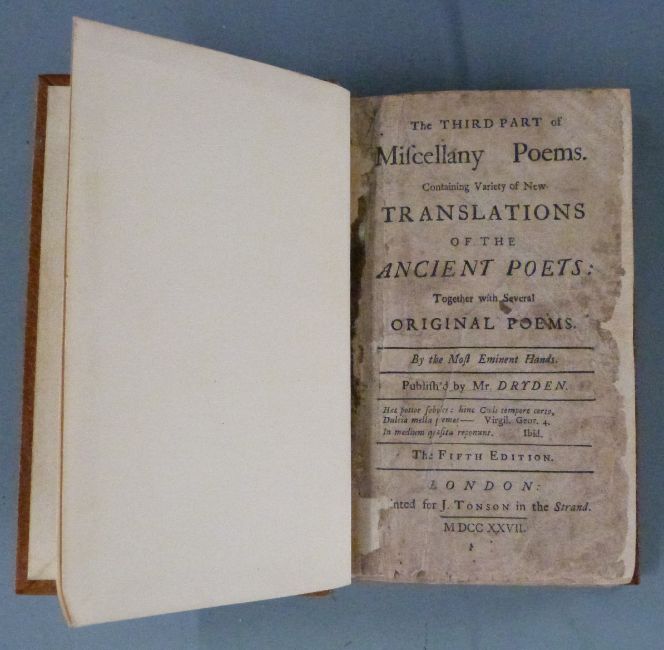 The THIRD PART of
Miſcellany Poems.
Containing Variety of New
TRANSLATIONS
OF THE
ANCIENT POETS:
Together with Several
ORIGINAL POEMS.
By the Moſt Eminent Hands.
Publiſh'd by Mr. DRYDEN.
Hæc potior ſoboles: hinc Cœli tempore certo,
Dulcia mella premes— Virgil. Geor. 4.
In medium quæſita reponunt. Ibid.
The FIFTH EDITION.
LONDON:
inted for J. TONSON in the Strand.
MDCC XXVII.